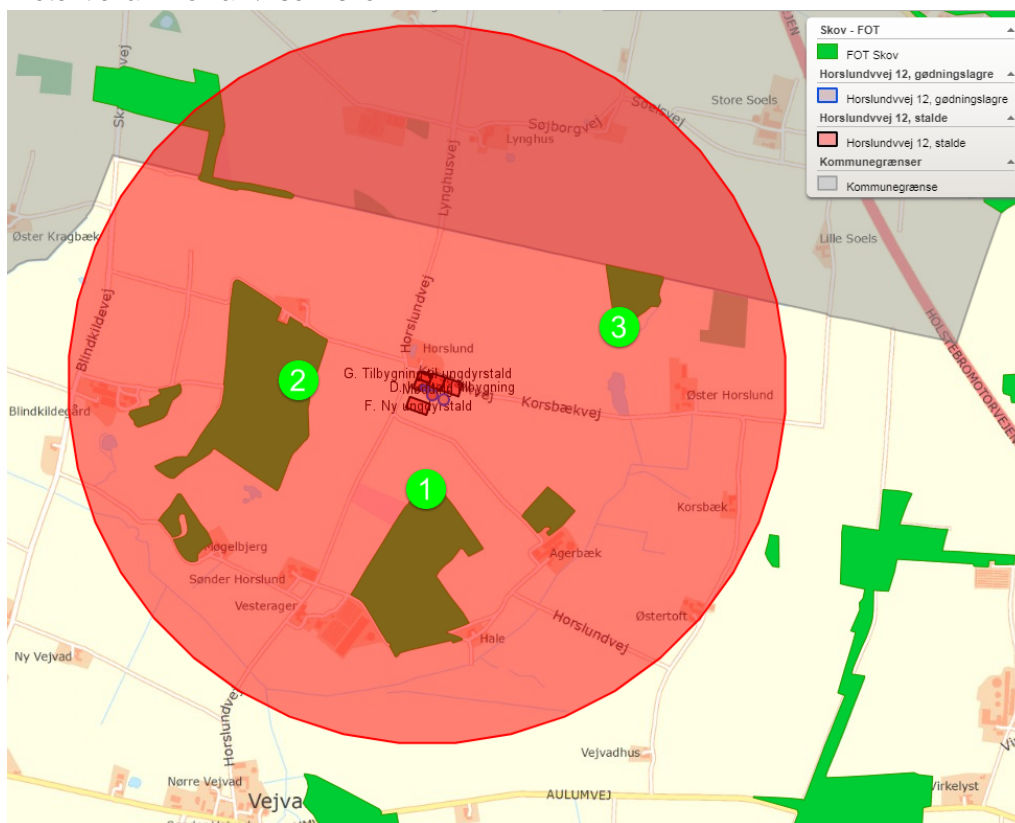 Skov - FOT
FOT Skov
Horslundvvej 12, gødningslagre
Horslundvvej 12, gødningslagre
Horslundvvej 12, stalde
Horslundvvej 12, stalde
Kommunegrænser
Kommunegrænse
Store Soels
Soelsvej
Søjborgvej
Lynghus
Lynghusvej
Øster Kragbæk
Lille Soels
HOLSTEBROMOTORVEJEN
Blindkildevej
3
Horslundvej
Horslund
G. Tilbygning til ungdyrstald
2
F. Ny ungdyrstald
Korsbækvej
Øster Horslund
Blindkildegård
1
Korsbæk
Møgelbjerg
Agerbæk
Sønder Horslund
Vesterager
Østertoft
Horslundvej
Hale
Ny Vejvad
Horslundvej
Vejvadhus
Nørre Vejvad
Virkelyst
AULUMVEJ
Vejva